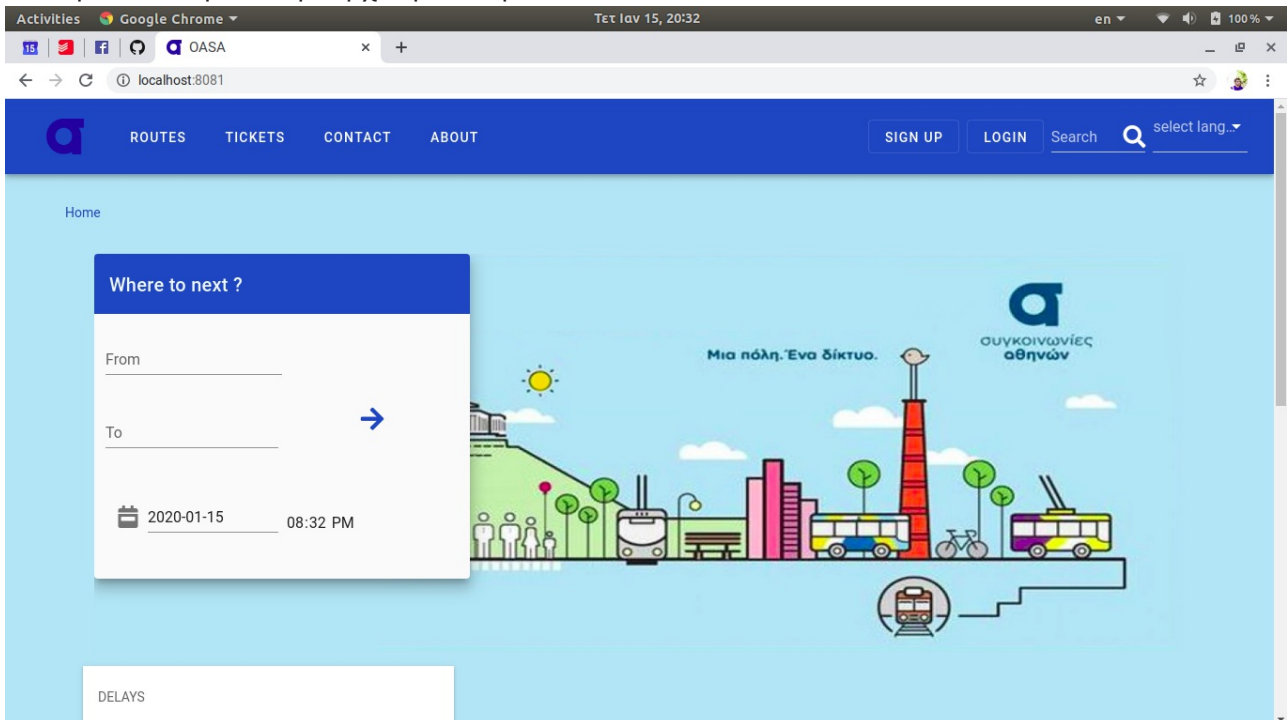 Activities Google Chrome Τετ Ιαν 15, 20:32 en 100 %
15 OASA × +
localhost:8081
ROUTES TICKETS CONTACT ABOUT SIGN UP LOGIN Search select lang...
Home
Where to next ?
From
To
2020-01-15 08:32 PM
Μια πόλη. Ένα δίκτυο.
συγκοινωνίες
αθηνών
DELAYS